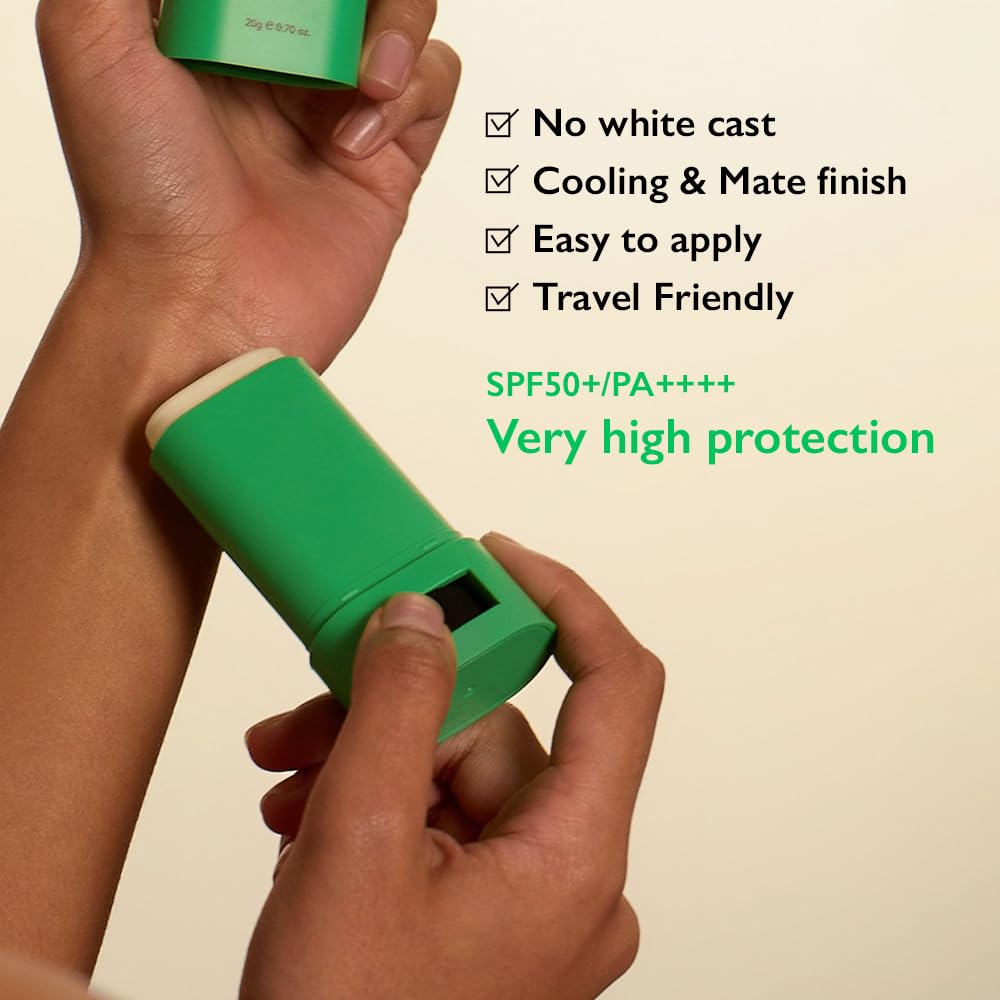 20g e 0.70 oz.
No white cast
Cooling & Mate finish
Easy to apply
Travel Friendly
SPF50+/PA++++
Very high protection